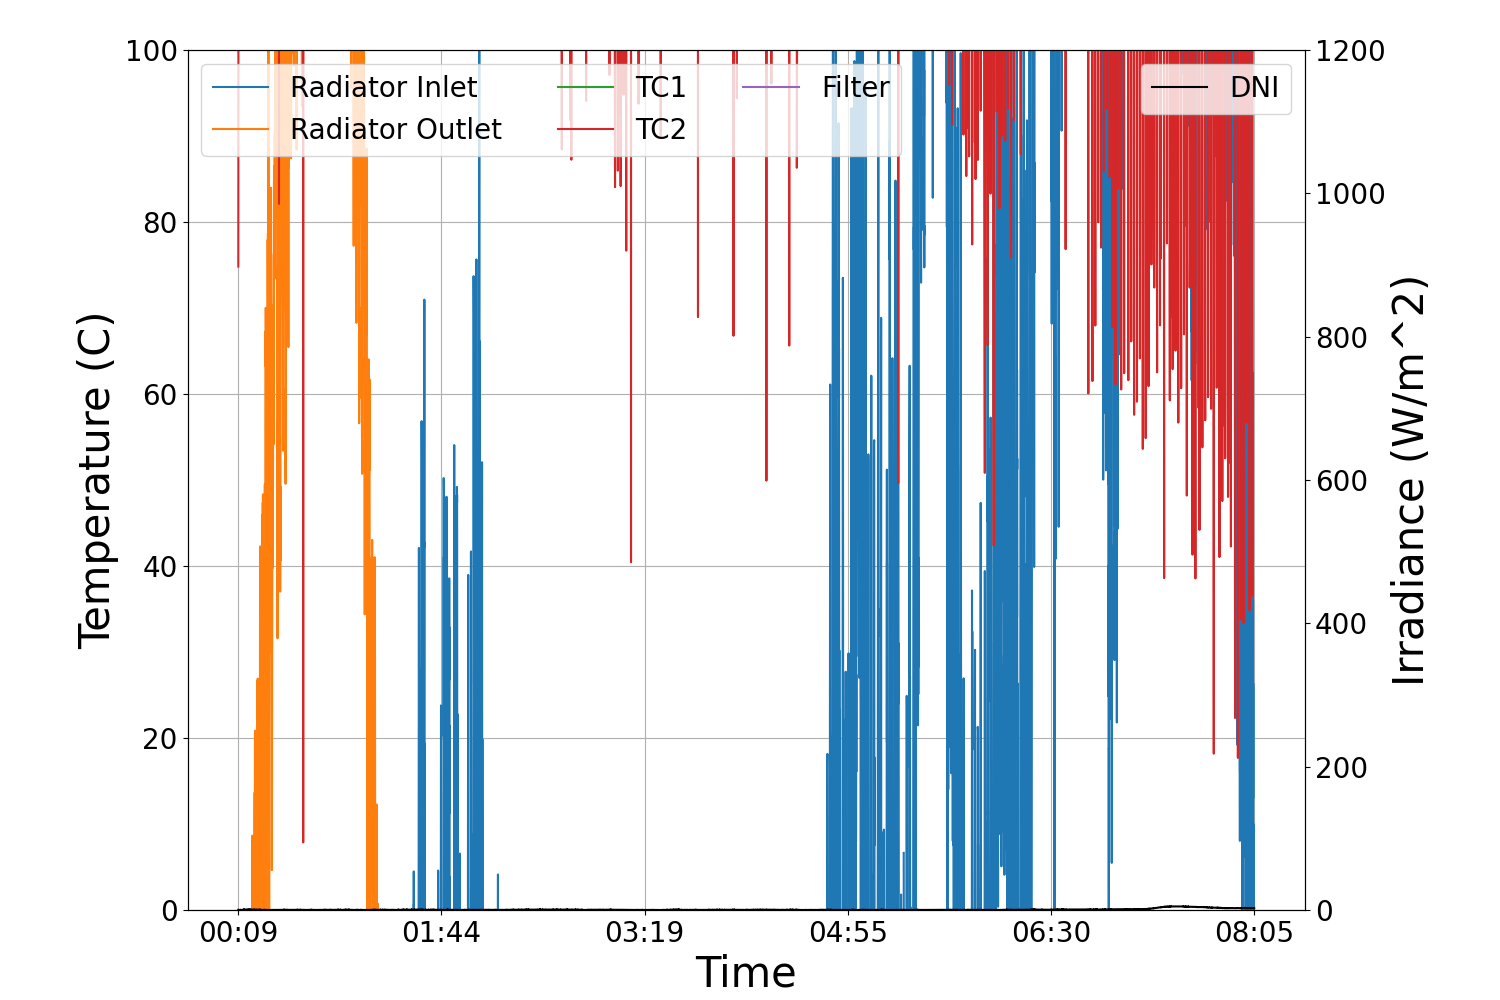 Radiator Inlet
Radiator Outlet
TC1
TC2
Filter
DNI
Temperature (C)
100
80
60
40
20
0
1200
1000
800
600
400
200
0
Irradiance (W/m^2)
00:09 01:44 03:19 04:55 06:30 08:05
Time